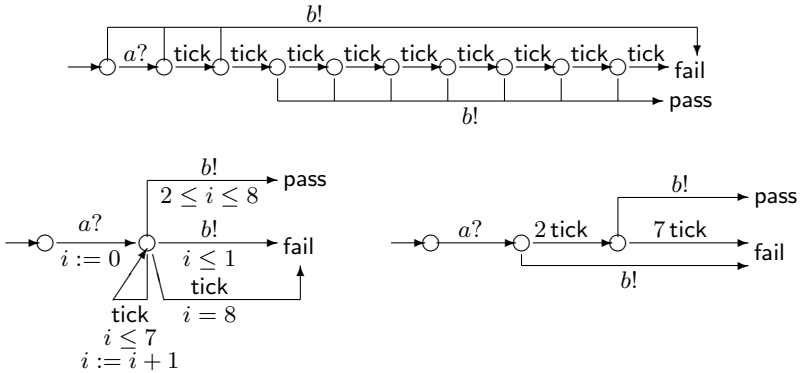 b!
a? tick tick tick tick tick tick tick tick tick
fail
pass
b!
b!
pass
2 ≤ i ≤ 8
a?
b!
fail
i := 0
i ≤ 1
tick
i = 8
tick
i ≤ 7
i := i + 1
b!
pass
a?
2 tick
7 tick
fail
b!